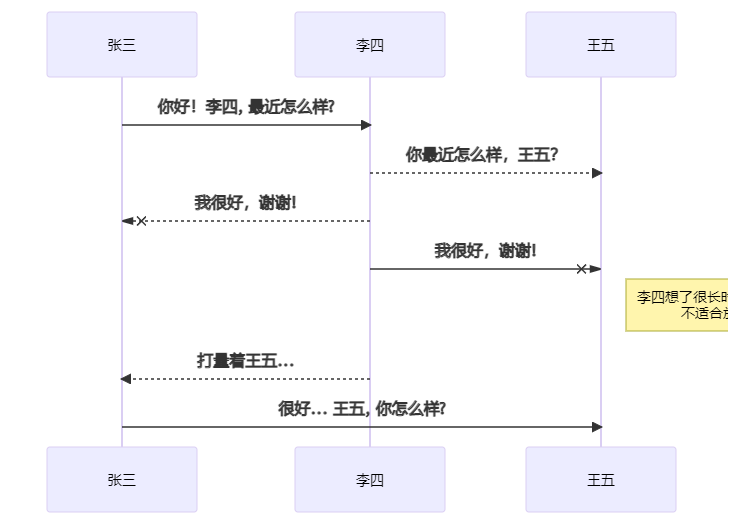 张三 李四 王五
你好！李四, 最近怎么样?
你最近怎么样，王五？
我很好，谢谢!
我很好，谢谢!
李四想了很长
不适合
打量着王五...
很好... 王五, 你怎么样?
张三 李四 王五